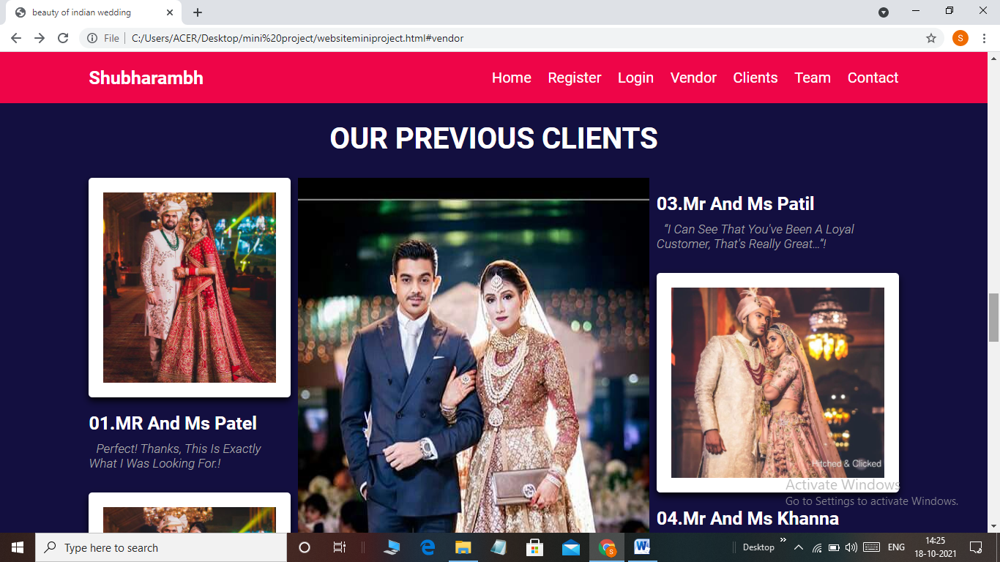 beauty of indian wedding
File
C:/Users/ACER/Desktop/mini%20project/websiteminiproject.html#vendor
S
Shubharambh
Home Register Login Vendor Clients Team Contact
OUR PREVIOUS CLIENTS
01.MR And Ms Patel
Perfect! Thanks, This Is Exactly
What I Was Looking For.!
03.Mr And Ms Patil
“I Can See That You've Been A Loyal
Customer, That's Really Great...”!
Hitched & Clicked
04.Mr And Ms Khanna
Activate Windows
Go to Settings to activate Windows.
Type here to search
Desktop
ENG
14:25
18-10-2021